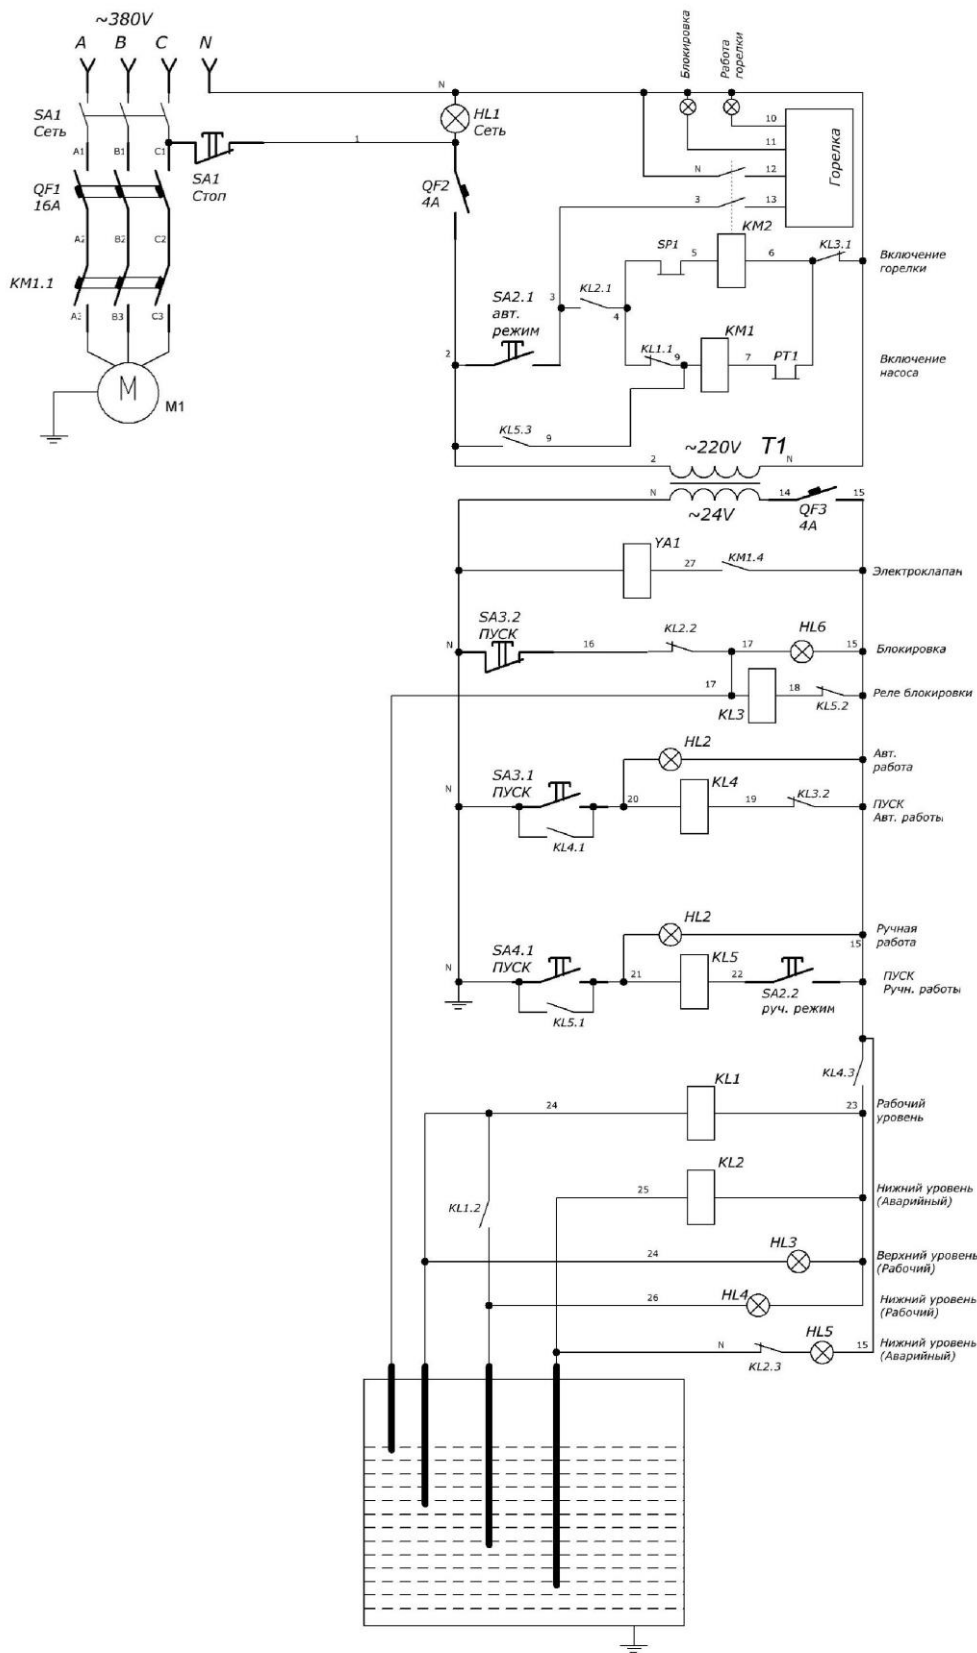 ~380V
A B C N
SA1
Сеть
A1 B1 C1
SA1
Стоп
1
N
HL1
Сеть
QF1
16A
QF2
4A
A2 B2 C2
KM1.1
A3 B3 C3
M
M1
Блокировка
Работа
горелки
10
11
N 12
3 13
Горелка
KM2
SP1 5 6 KL3.1
Включение
горелки
SA2.1
авт.
режим
3 KL2.1
4
2
KL1.1 9 KM1 7 PT1
Включение
насоса
KL5.3 9
2 ~220V T1 N
N ~24V 14 QF3 15
4A
YA1
27 KM1.4
Электроклапан
SA3.2
ПУСК
N 16 KL2.2 17 HL6 15
Блокировка
17 KL3 18 KL5.2
Реле блокировки
HL2
Авт.
работа
SA3.1
ПУСК
N 20 KL4 19 KL3.2
KL4.1
ПУСК
Авт. работы
HL2
Ручная
работа
15
SA4.1
ПУСК
N 21 KL5 22
KL5.1
SA2.2
руч. режим
ПУСК
Ручн. работы
KL4.3
24 KL1 23
Рабочий
уровень
KL1.2
25 KL2
Нижний уровень
(Аварийный)
24 HL3
Верхний уровень
(Рабочий)
26 HL4
Нижний уровень
(Рабочий)
N KL2.3 HL5 15
Нижний уровень
(Аварийный)